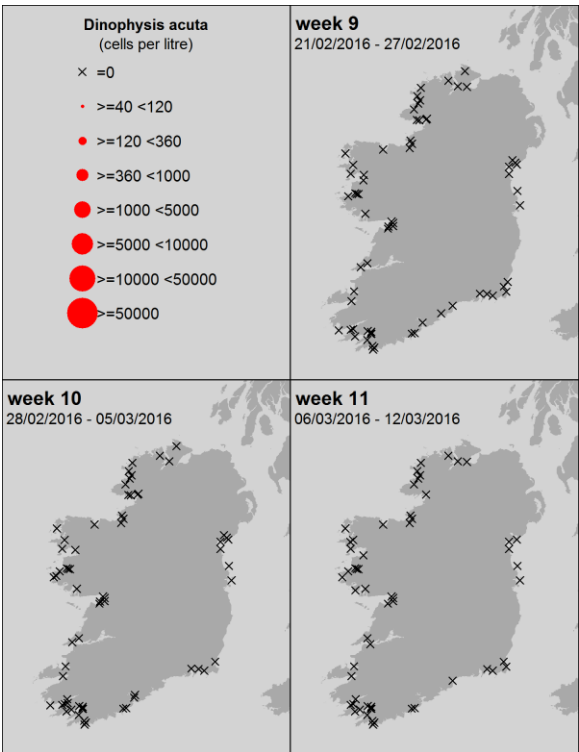 Dinophysis acuta
(cells per litre)
=0
>=40 <120
>=120 <360
>=360 <1000
>=1000 <5000
>=5000 <10000
>=10000 <50000
>=50000
week 9
21/02/2016 - 27/02/2016
week 10
28/02/2016 - 05/03/2016
week 11
06/03/2016 - 12/03/2016